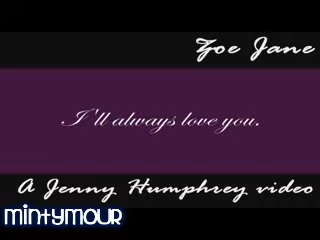 Zoe Jane
I'll always love you.
A Jenny Humphrey video
mintymour